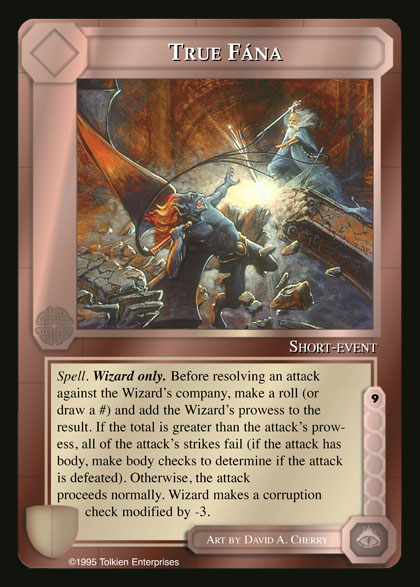 TRUE FÁNA
SHORT-EVENT
Spell. Wizard only. Before resolving an attack
against the Wizard's company, make a roll (or
draw a #) and add the Wizard's prowess to the
result. If the total is greater than the attack's prow-
ess, all of the attack's strikes fail (if the attack has
body, make body checks to determine if the attack
is defeated). Otherwise, the attack
proceeds normally. Wizard makes a corruption
check modified by -3.
9
ART BY DAVID A. CHERRY
©1995 Tolkien Enterprises